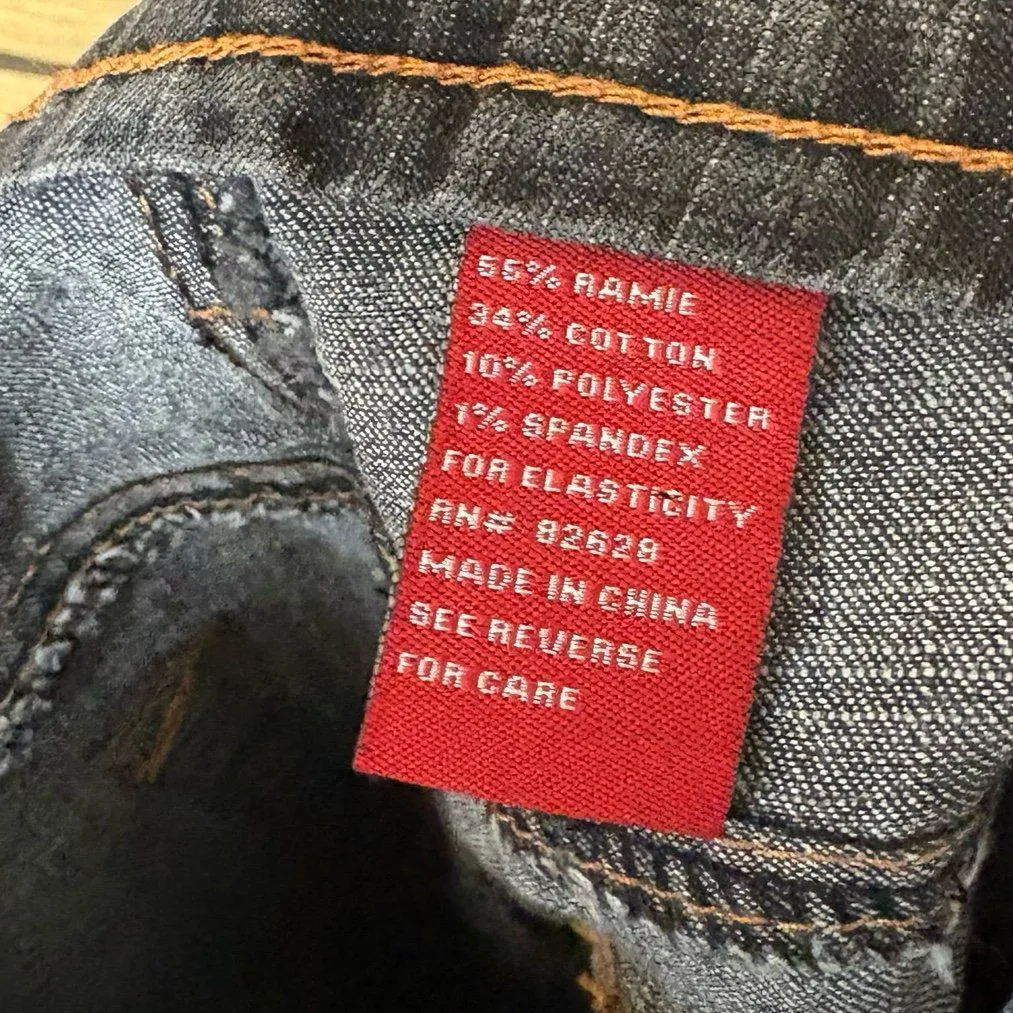 55% RAMIE
34% COTTON
10% POLYESTER
1% SPANDEX
FOR ELASTICITY
RN# 82628
MADE IN CHINA
SEE REVERSE
FOR CARE